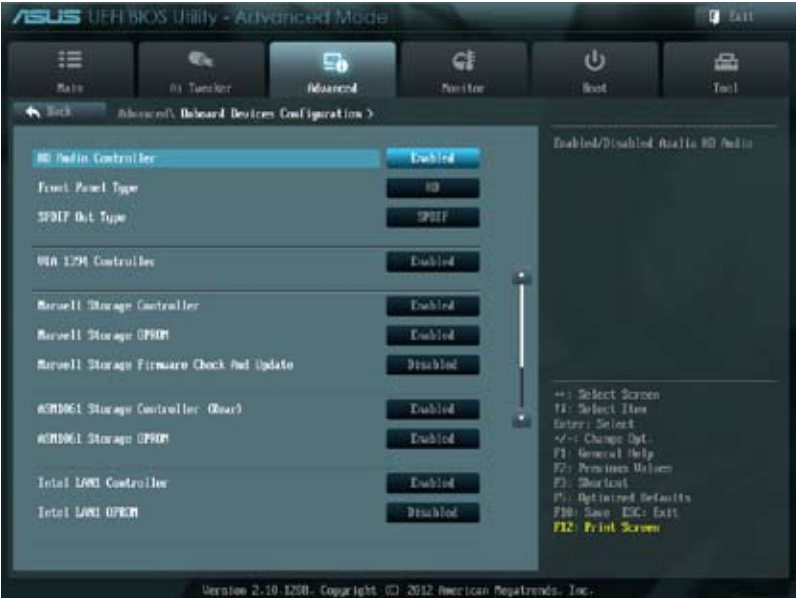 ASUS UEFI BIOS Utility - Advanced Mode
Exit
Main
Ai Tweaker
Advanced
Monitor
Boot
Tool
Back
Advanced\ Onboard Devices Configuration >
HD Audio Controller
Enabled
Enabled/Disabled Azalia HD Audio
Front Panel Type
HD
SPDIF Out Type
SPDIF
VIA 1394 Controller
Enabled
Marvell Storage Controller
Enabled
Marvell Storage OPROM
Enabled
Marvell Storage Firmware Check And Update
Disabled
ASM1061 Storage Controller (Rear)
Enabled
ASM1061 Storage OPROM
Enabled
Intel LAN1 Controller
Enabled
Intel LAN1 OPROM
Disabled
→←: Select Screen
↑↓: Select Item
Enter: Select
+/-: Change Opt.
F1: General Help
F2: Previous Values
F3: Shortcut
F5: Optimized Defaults
F10: Save ESC: Exit
F12: Print Screen
Version 2.10.1208. Copyright (C) 2012 American Megatrends, Inc.